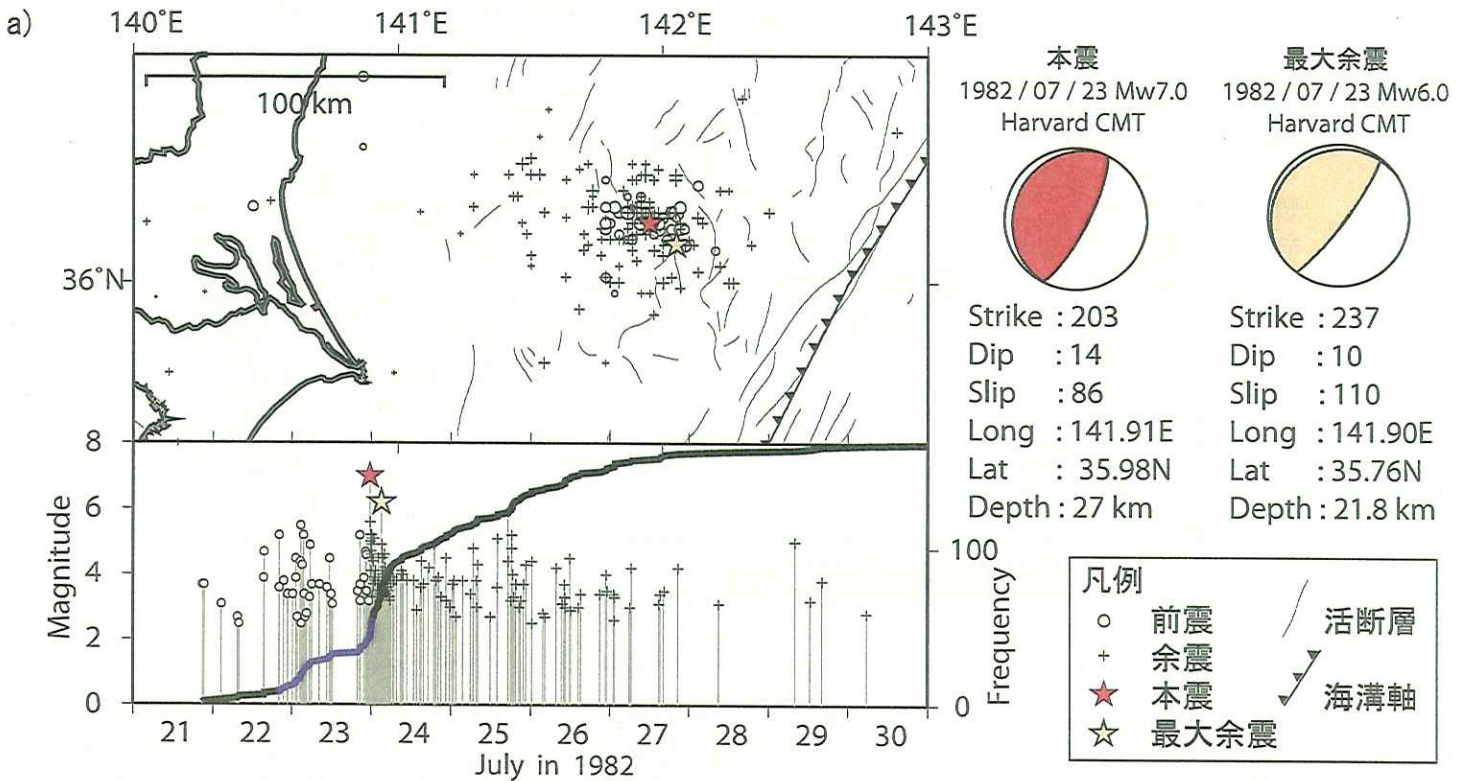 a)
140°E 141°E 142°E 143°E
100 km
36°N
本震
1982 / 07 / 23 Mw7.0
Harvard CMT
Strike : 203
Dip : 14
Slip : 86
Long : 141.91E
Lat : 35.98N
Depth : 27 km
最大余震
1982 / 07 / 23 Mw6.0
Harvard CMT
Strike : 237
Dip : 10
Slip : 110
Long : 141.90E
Lat : 35.76N
Depth : 21.8 km
Magnitude
8
6
4
2
0
100
0
Frequency
21 22 23 24 25 26 27 28 29 30
July in 1982
凡例
前震
余震
本震
最大余震
活断層
海溝軸